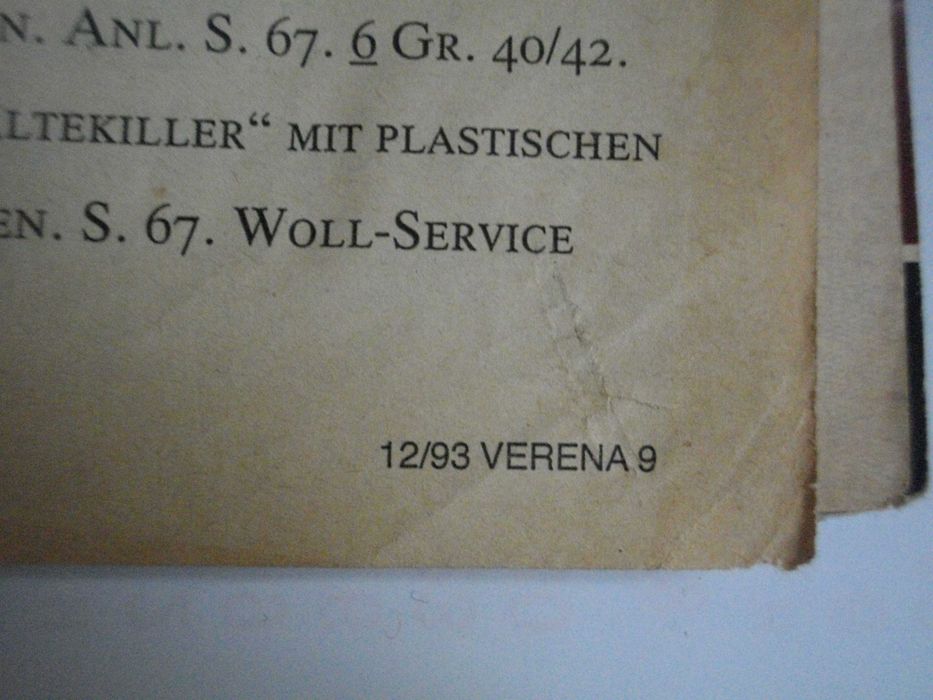 N. ANL. S. 67. 6 GR. 40/42.
LTEKILLER“ MIT PLASTISCHEN
EN. S. 67. WOLL-SERVICE
12/93 VERENA 9